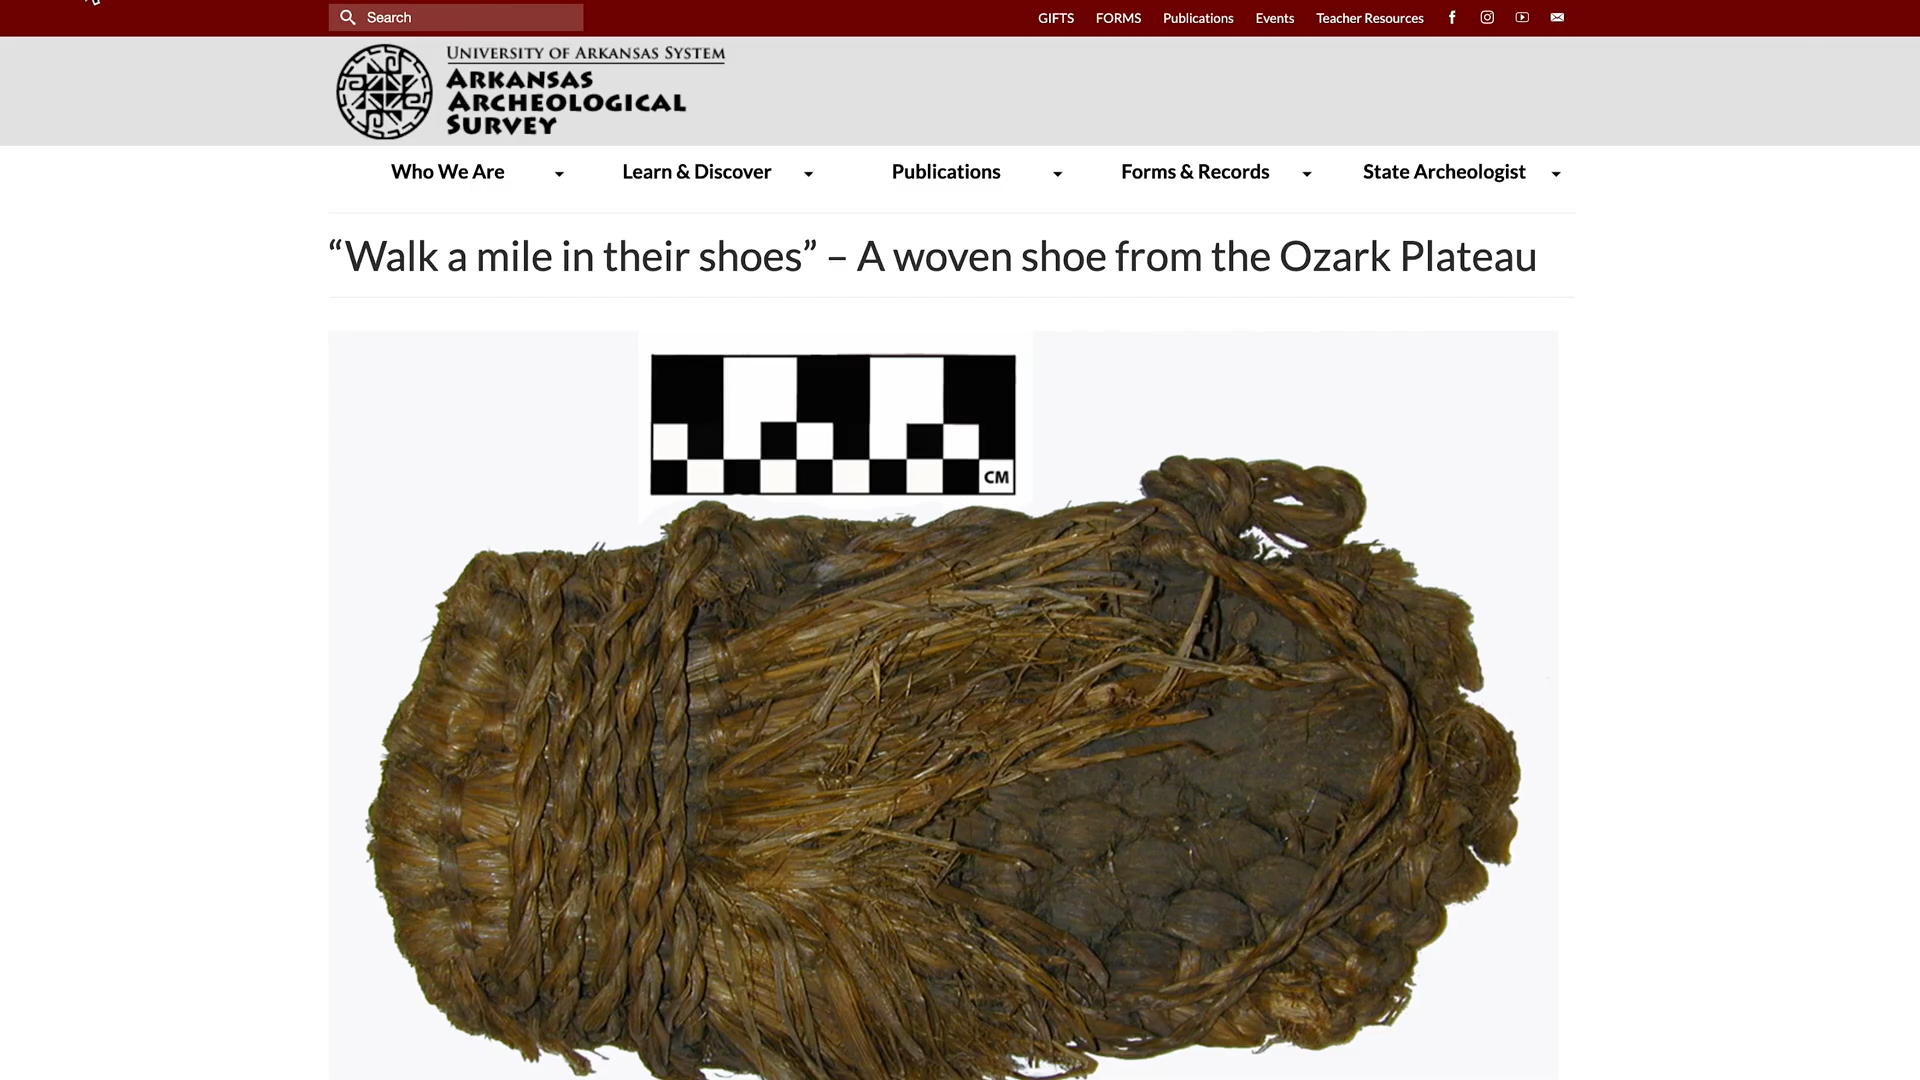 Search
GIFTS FORMS Publications Events Teacher Resources
UNIVERSITY OF ARKANSAS SYSTEM
ARKANSAS
ARCHEOLOGICAL
SURVEY
Who We Are Learn & Discover Publications Forms & Records State Archeologist
“Walk a mile in their shoes” – A woven shoe from the Ozark Plateau
CM